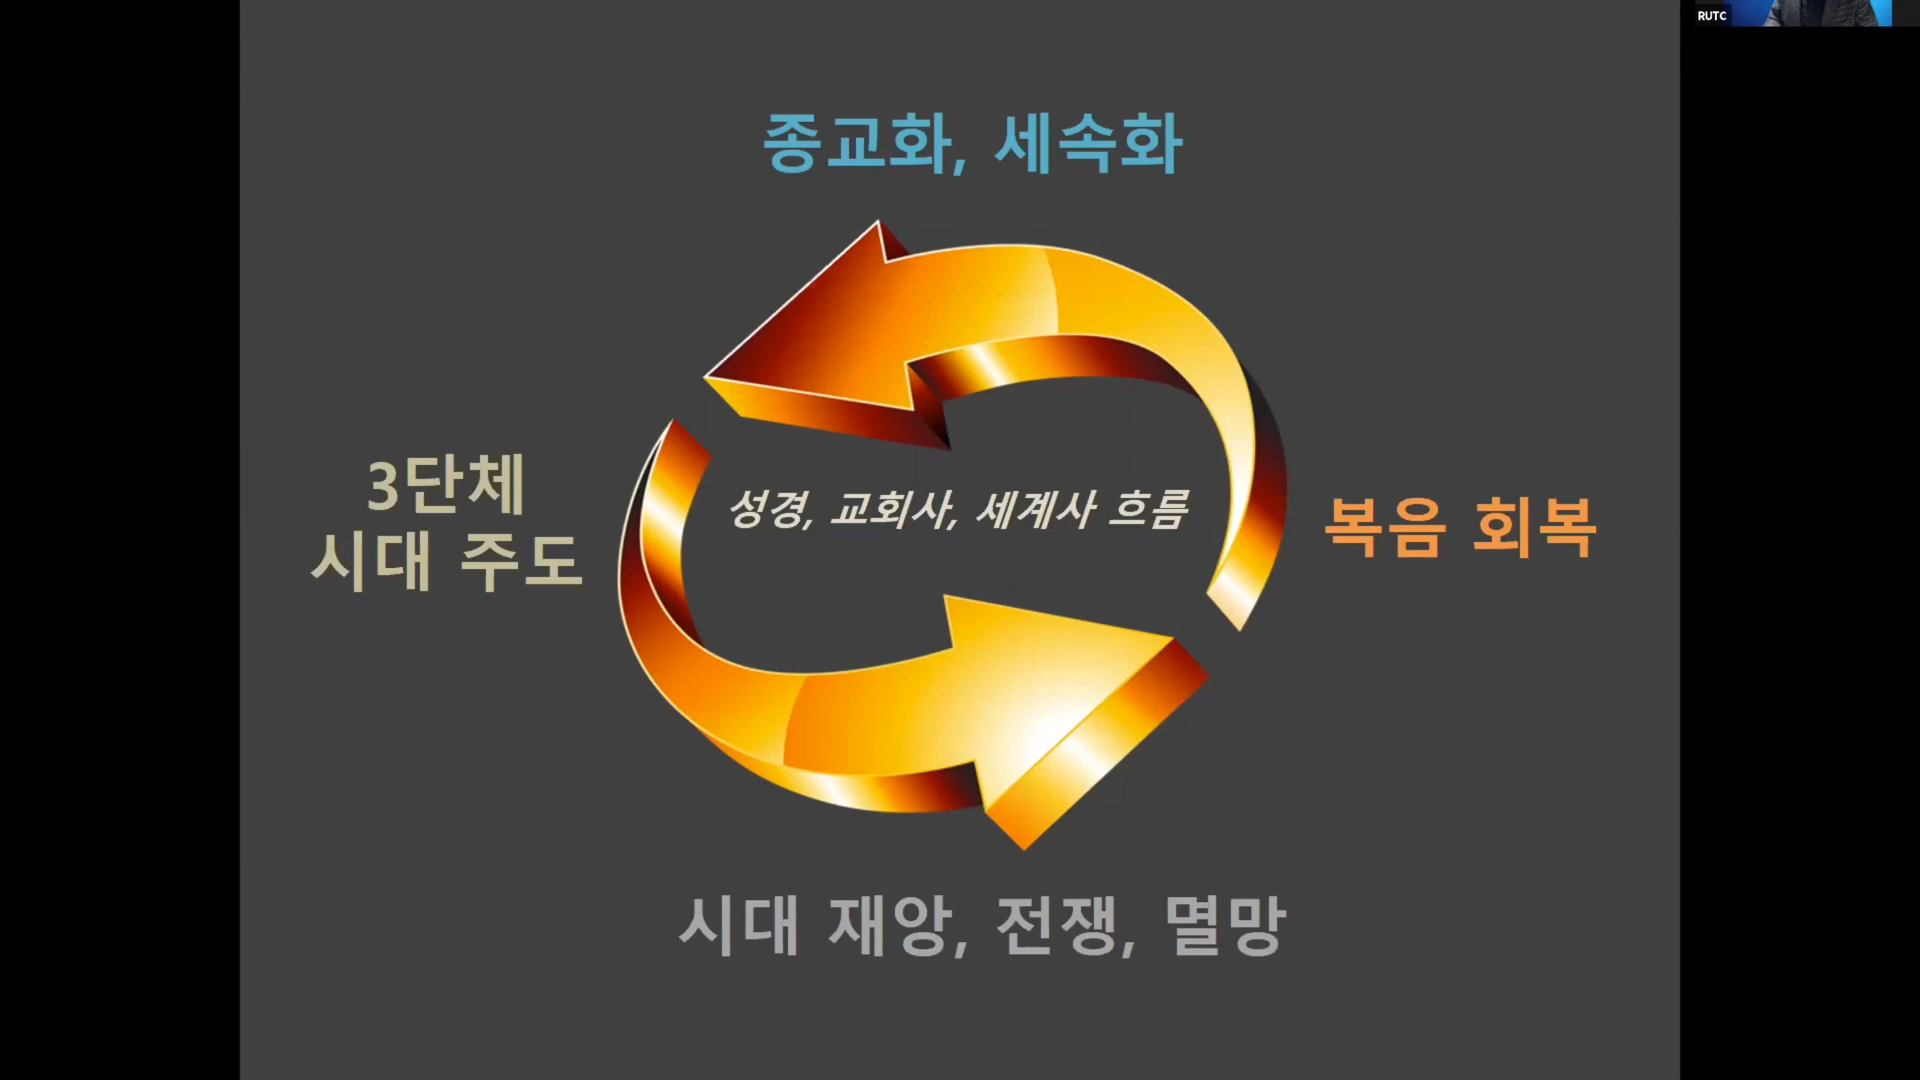 RUTC
종교화, 세속화
3단체
시대 주도
성경, 교회사, 세계사 흐름
복음 회복
시대 재앙, 전쟁, 멸망